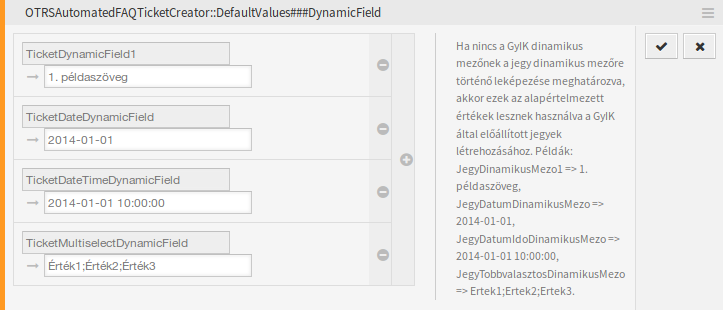 OTRSAutomatedFAQTicketCreator::DefaultValues###DynamicField
TicketDynamicField1
1. példaszöveg
TicketDateDynamicField
2014-01-01
TicketDateTimeDynamicField
2014-01-01 10:00:00
TicketMultiselectDynamicField
Érték1;Érték2;Érték3
Ha nincs a GyIK dinamikus
mezőnek a jegy dinamikus mezőre
történő leképezése meghatározva,
akkor ezek az alapértelmezett
értékek lesznek használva a GyIK
által előállított jegyek
létrehozásához. Példák:
JegyDinamikusMezo1 => 1.
példaszöveg,
JegyDatumDinamikusMezo =>
2014-01-01,
JegyDatumIdoDinamikusMezo =>
2014-01-01 10:00:00,
JegyTobbvalasztosDinamikusMezo
=> Ertek1;Ertek2;Ertek3.